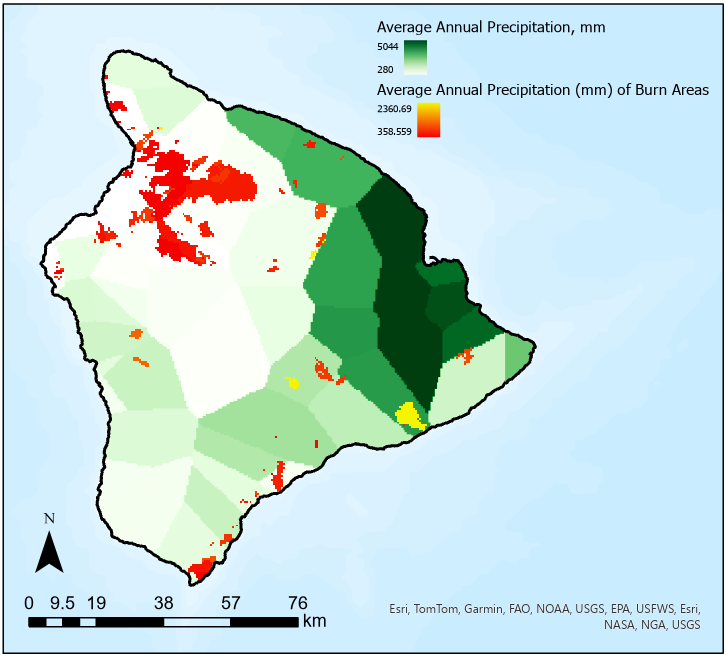 Average Annual Precipitation, mm
5044
280
Average Annual Precipitation (mm) of Burn Areas
2360.69
358.559
N
0 9.5 19 38 57 76
km
Esri, TomTom, Garmin, FAO, NOAA, USGS, EPA, USFWS, Esri,
NASA, NGA, USGS